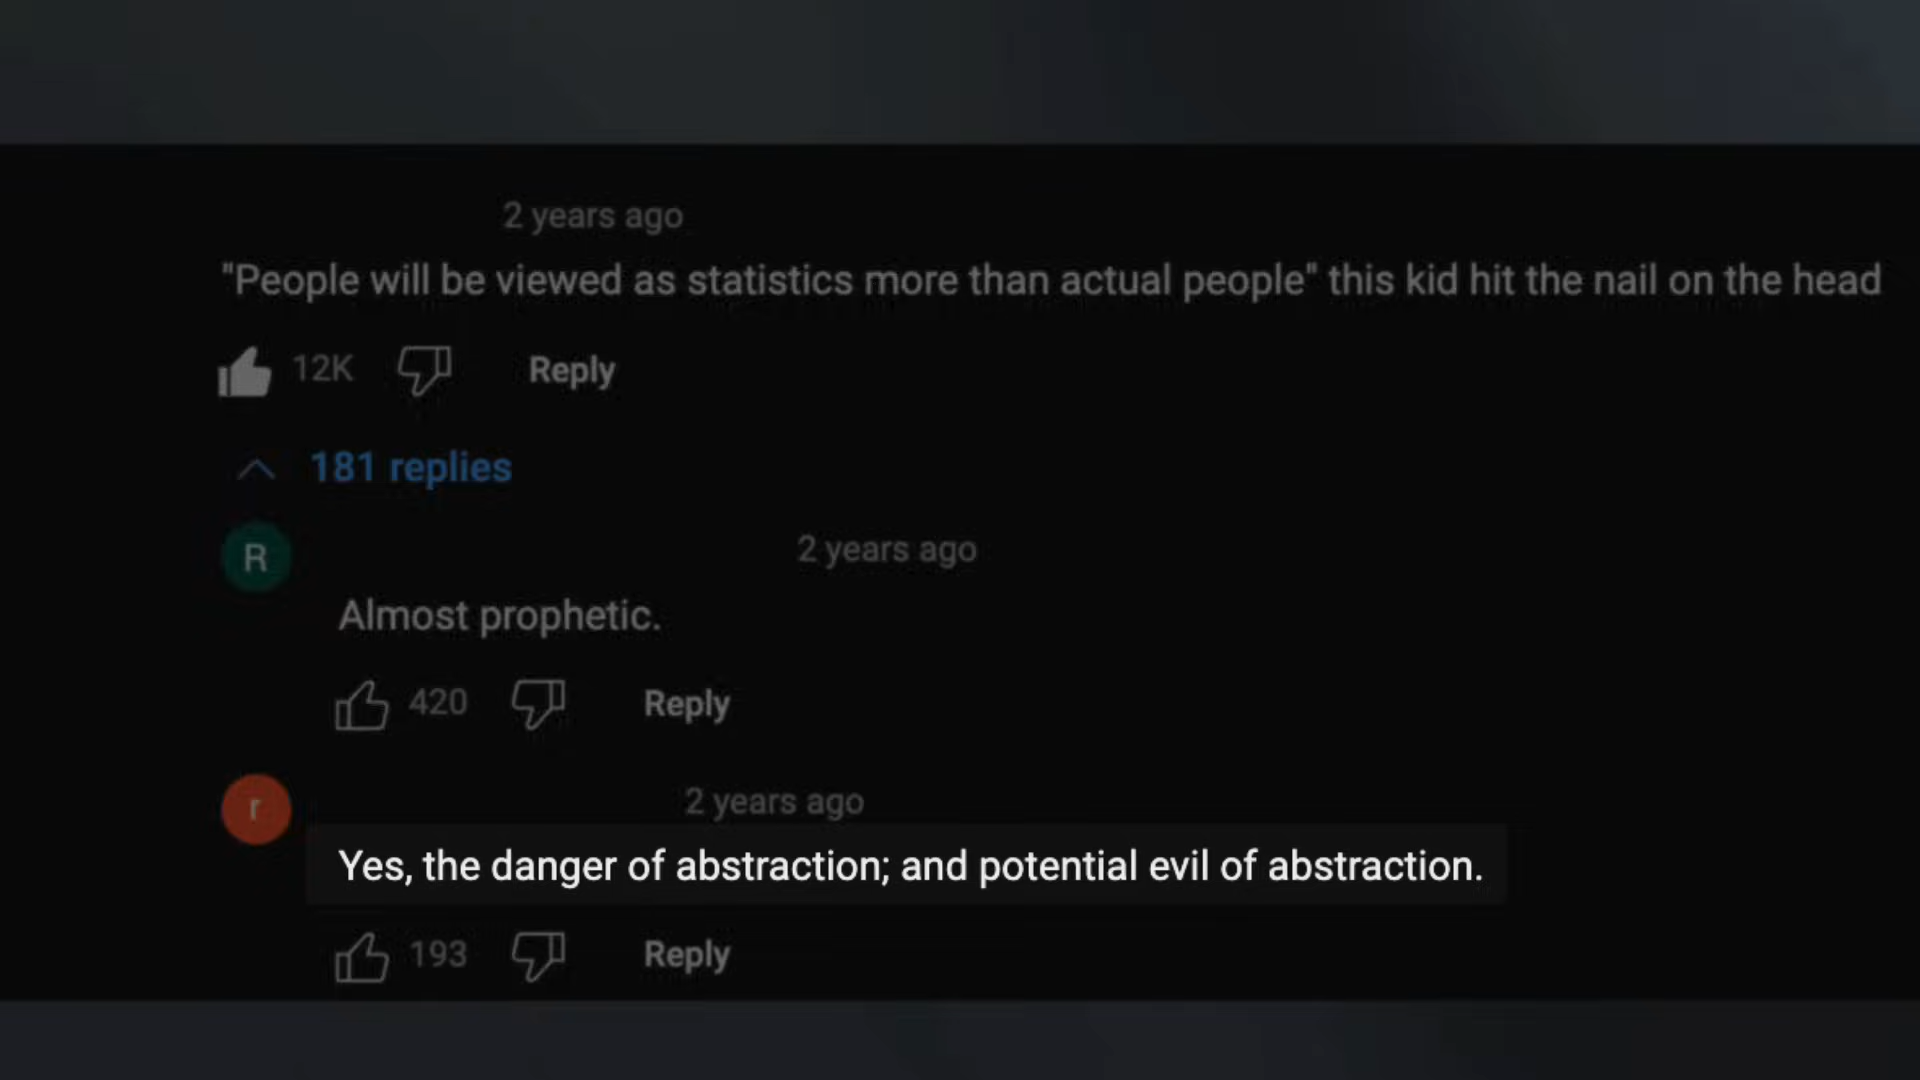 2 years ago
"People will be viewed as statistics more than actual people" this kid hit the nail on the head
12K Reply
181 replies
R 2 years ago
Almost prophetic.
420 Reply
r 2 years ago
Yes, the danger of abstraction; and potential evil of abstraction.
193 Reply